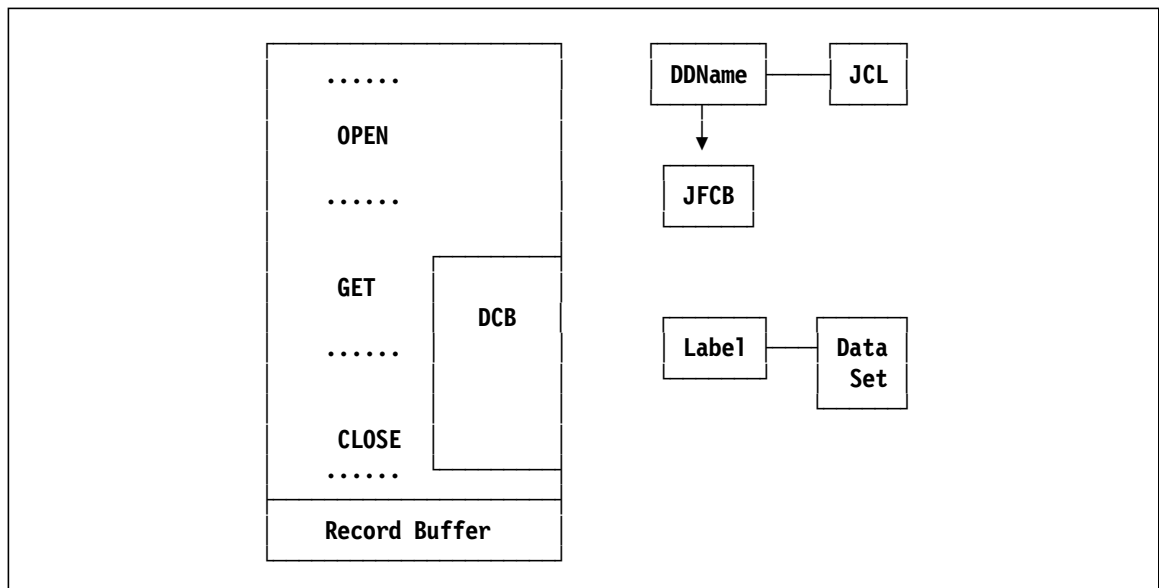 ......
OPEN
......
GET
DCB
......
CLOSE
......
Record Buffer
DDName
JCL
JFCB
Label
Data
Set